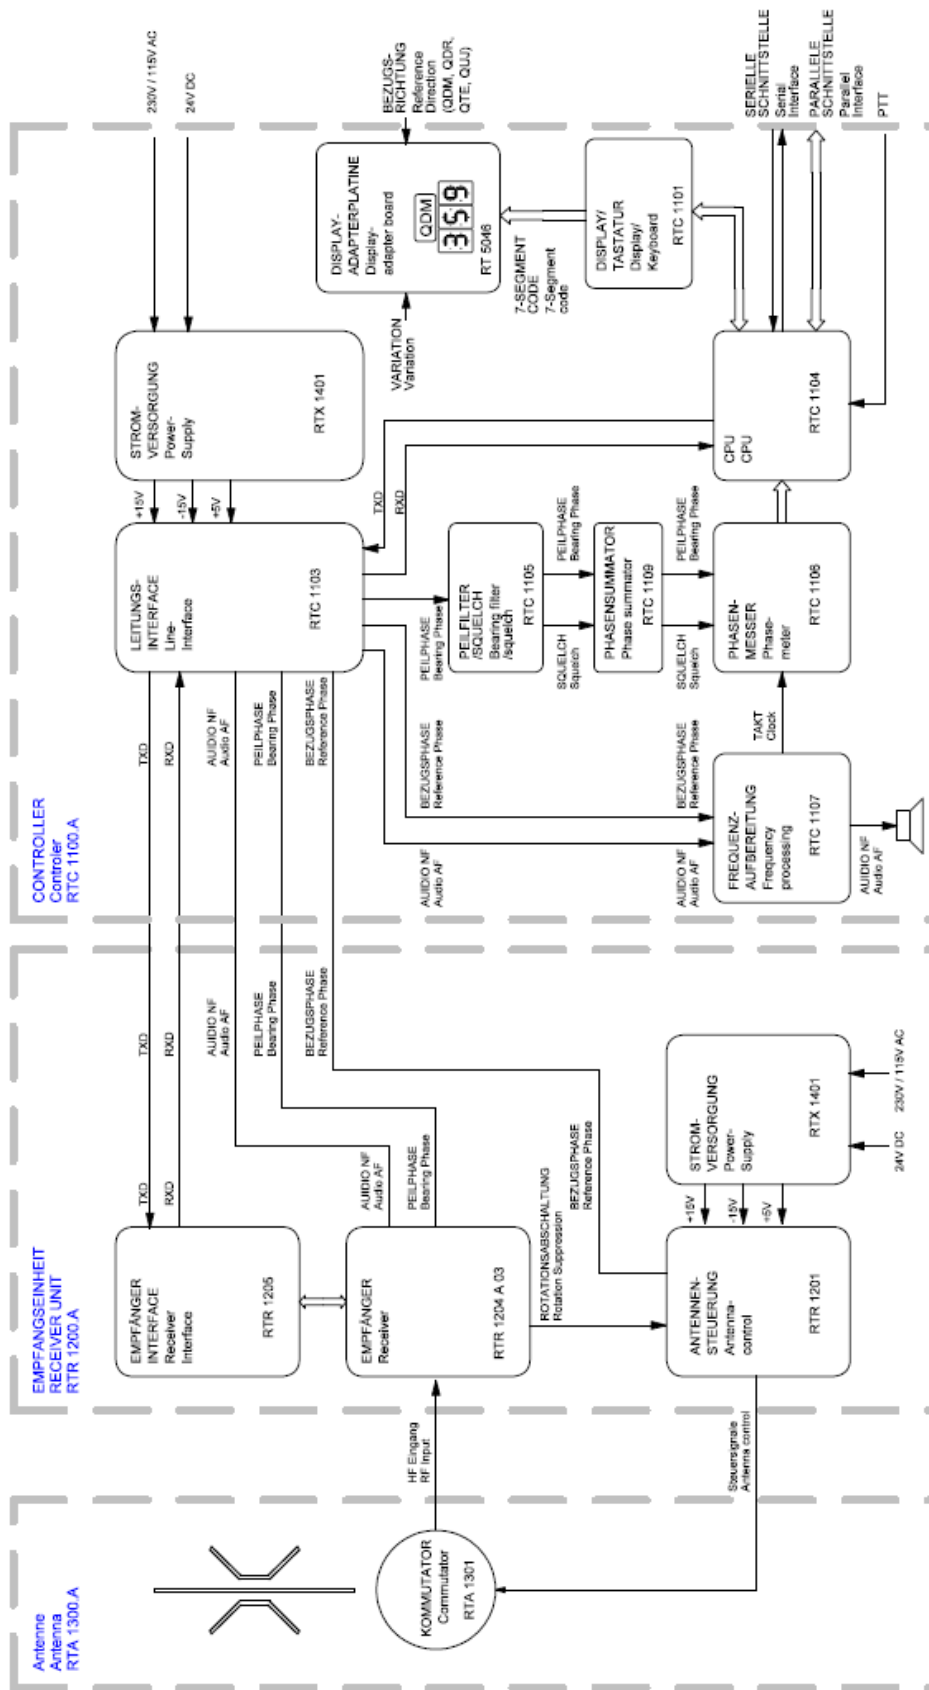 Antenne
Antenna
RTA 1300.A
KOMMUTATOR
Commutator
RTA 1301
HF Eingang
RF Input
Steuersignale
Antenna control
EMPFANGSEINHEIT
RECEIVER UNIT
RTR 1200.A
EMPFÄNGER
INTERFACE
Receiver
Interface
RTR 1205
TXD
RXD
TXD
RXD
EMPFÄNGER
Receiver
RTR 1204 A 03
AUIDIO NF
Audio AF
PEILPHASE
Bearing Phase
AUIDIO NF
Audio AF
PEILPHASE
Bearing Phase
BEZUGSPHASE
Reference Phase
ROTATIONSABSCHALTUNG
Rotation Suppression
BEZUGSPHASE
Reference Phase
ANTENNEN-
STEUERUNG
Antenna-
control
RTR 1201
+15V
-15V
+5V
STROM-
VERSORGUNG
Power-
Supply
RTX 1401
24V DC
230V / 115V AC
CONTROLLER
Controler
RTC 1100.A
TXD
RXD
AUIDIO NF
Audio AF
PEILPHASE
Bearing Phase
BEZUGSPHASE
Reference Phase
LEITUNGS-
INTERFACE
Line-
Interface
RTC 1103
+15V
-15V
+5V
STROM-
VERSORGUNG
Power-
Supply
RTX 1401
230V / 115V AC
24V DC
AUIDIO NF
Audio AF
BEZUGSPHASE
Reference Phase
PEILPHASE
Bearing Phase
TXD
RXD
VARIATION
Variation
DISPLAY-
ADAPTERPLATINE
Display-
adapter board
QDM
359
RT 5046
BEZUGS-
RICHTUNG
Reference
Direction
(QDM, QDR,
QTE, QUJ)
PEILFILTER
/SQUELCH
Bearing filter
/squelch
RTC 1105
7-SEGMENT
CODE
7-Segment
code
SQUELCH
Squelch
PEILPHASE
Bearing Phase
PHASENSUMMATOR
Phase summator
RTC 1109
DISPLAY/
TASTATUR
Display/
Keyboard
RTC 1101
AUIDIO NF
Audio AF
BEZUGSPHASE
Reference Phase
SQUELCH
Squelch
PEILPHASE
Bearing Phase
FREQUENZ-
AUFBEREITUNG
Frequency
processing
RTC 1107
TAKT
Clock
PHASEN-
MESSER
Phase-
meter
RTC 1106
CPU
CPU
RTC 1104
SERIELLE
SCHNITTSTELLE
Serial
Interface
PARALLELE
SCHNITTSTELLE
Parallel
Interface
PTT
AUIDIO NF
Audio AF